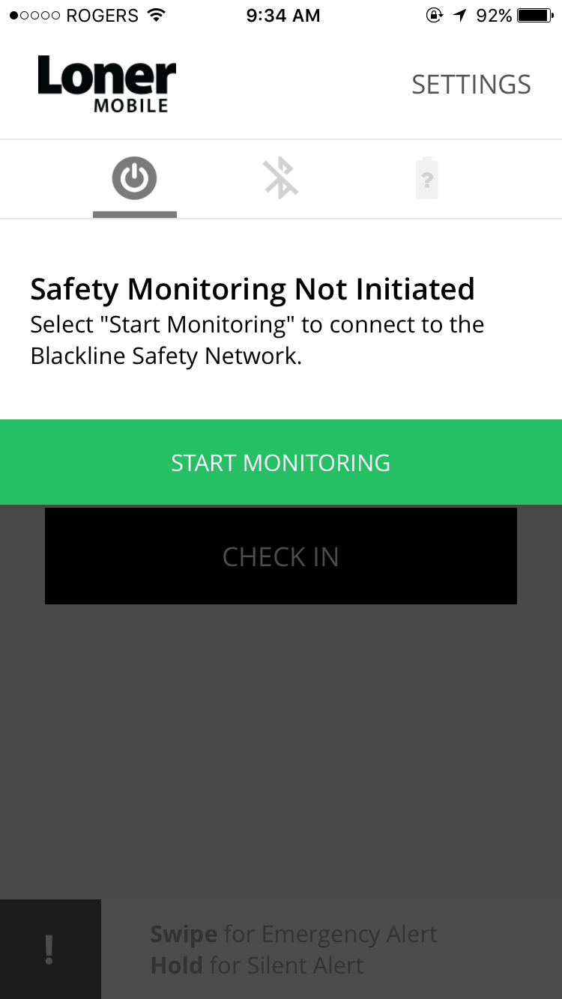 ROGERS 9:34 AM 92%
Loner
MOBILE
SETTINGS
?
Safety Monitoring Not Initiated
Select "Start Monitoring" to connect to the
Blackline Safety Network.
START MONITORING
CHECK IN
!
Swipe for Emergency Alert
Hold for Silent Alert